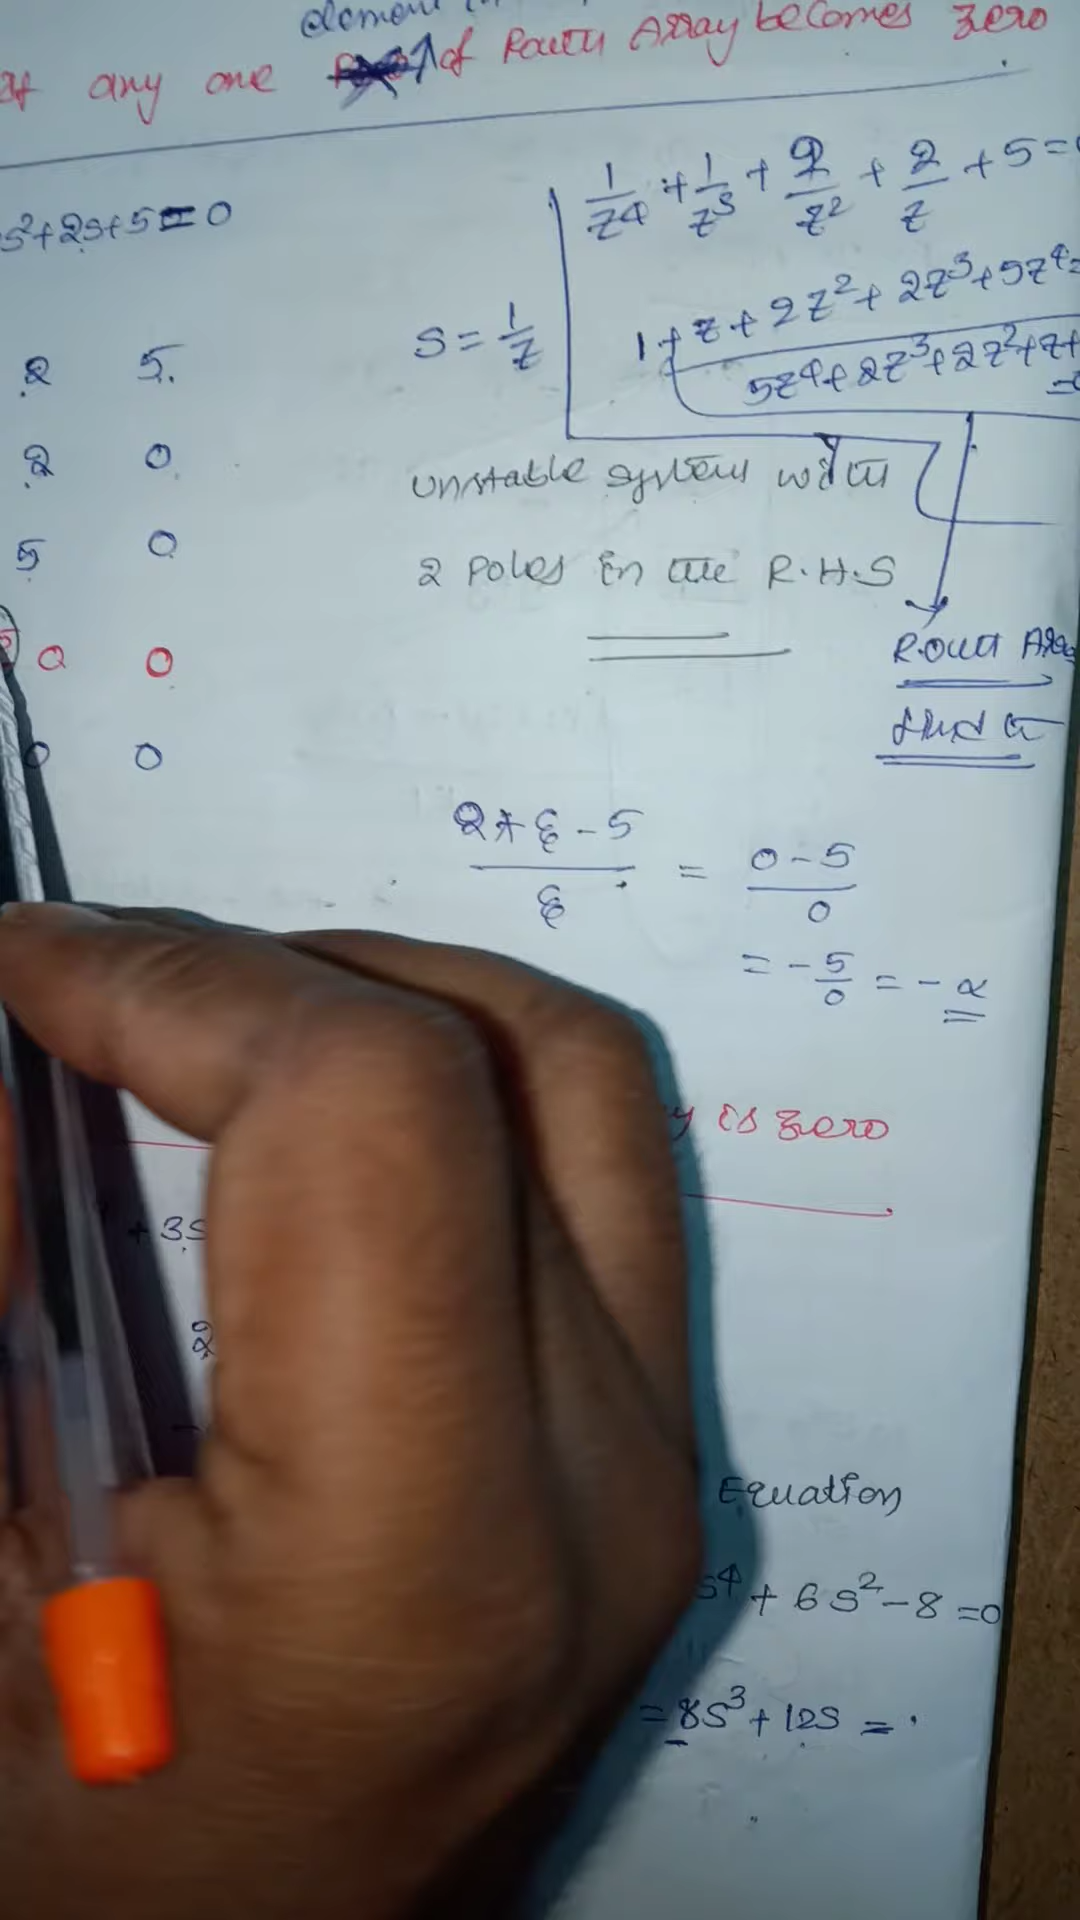 element
If any one of Routh Array becomes zero
s²+2s+5=0
1/z⁴ + 1/z³ + 2/z² + 2/z + 5 =
S = 1/z
1 + z + 2z² + 2z³ + 5z⁴ =
5z⁴ + 2z³ + 2z² + z +
=0
2 5.
2 0
5 0
0 0
0 0
unstable system with
2 Poles in the R.H.S
Routh
(2*ε - 5)/ε = (0-5)/0
= -5/0 = -α
y is zero
+3s
2
Equation
s⁴ + 6s² - 8 = 0
= 8s³ + 12s = .